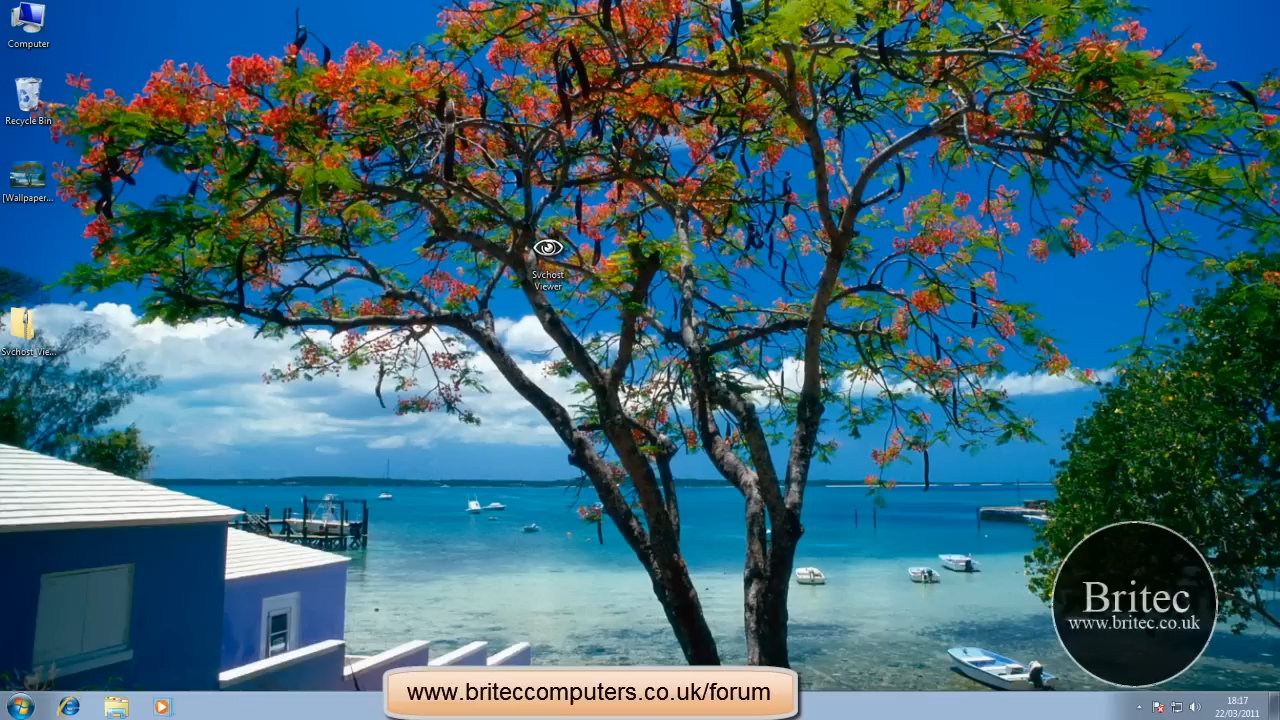 Computer
Recycle Bin
[Wallpaper...
Svchost Vie...
Svchost
Viewer
Britec
www.britec.co.uk
www.briteccomputers.co.uk/forum
18:17
22/03/2011